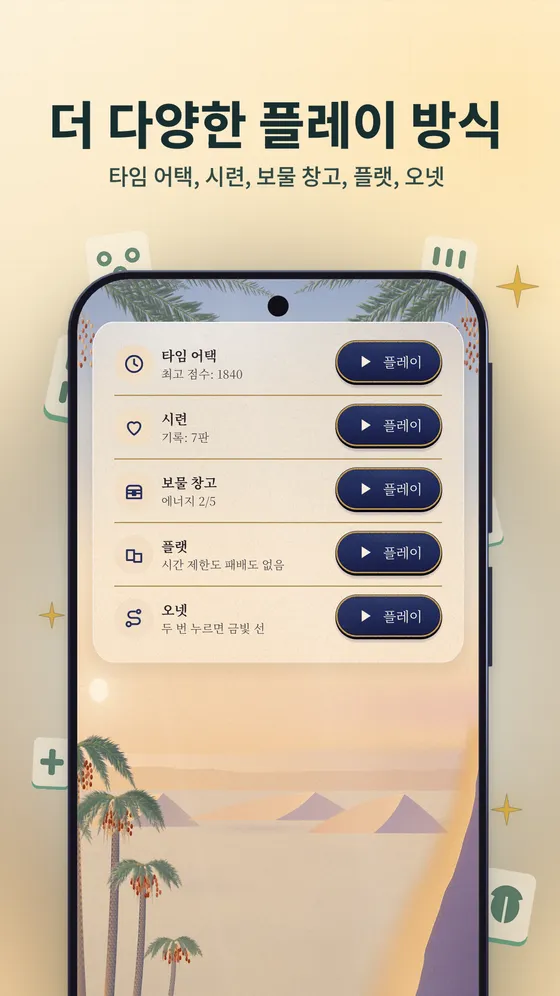 더 다양한 플레이 방식
타임 어택, 시련, 보물 창고, 플랫, 오넷
타임 어택
최고 점수: 1840
플레이
시련
기록: 7판
플레이
보물 창고
에너지 2/5
플레이
플랫
시간 제한도 패배도 없음
플레이
오넷
두 번 누르면 금빛 선
플레이